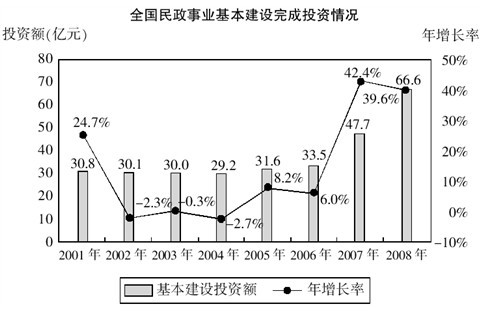 全国民政事业基本建设完成投资情况
投资额(亿元) 年增长率
80 70 60 50 40 30 20 10 0
50% 40% 30% 20% 10% 0% -10%
30.8 30.1 30.0 29.2 31.6 33.5 47.7 66.6
24.7% -2.3% -0.3% -2.7% 8.2% 6.0% 42.4% 39.6%
2001年 2002年 2003年 2004年 2005年 2006年 2007年 2008年
基本建设投资额 年增长率